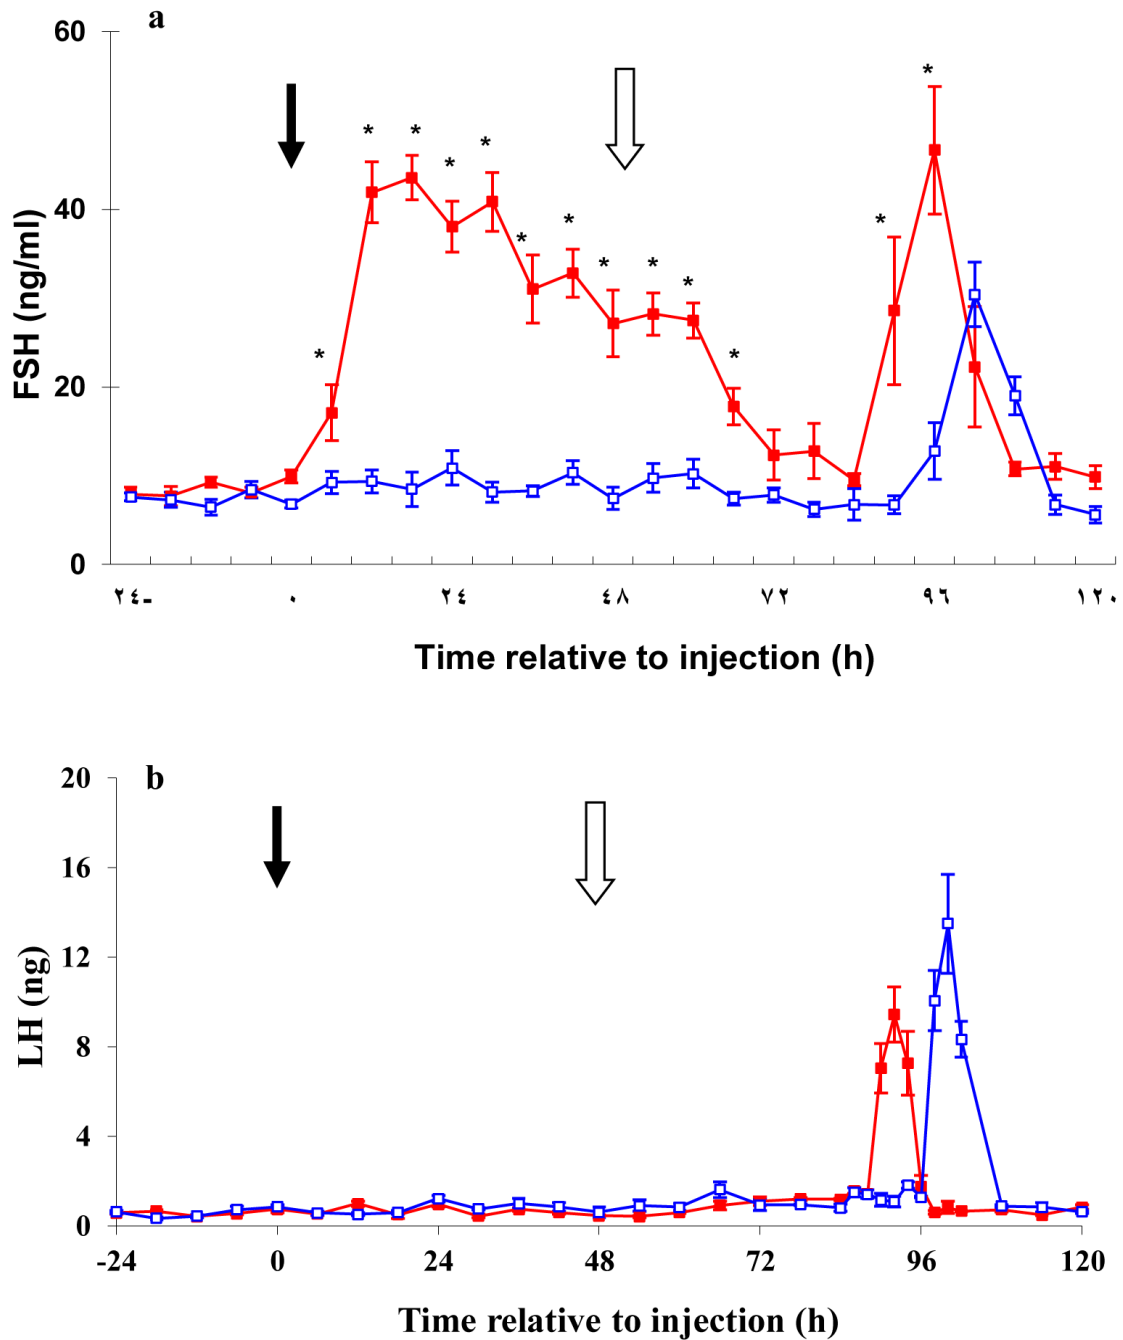 a
60
40
20
0
FSH (ng/ml)
* * * * * * * * * * * * *
٢٤- ٠ ٢٤ ٤٨ ٧٢ ٩٦ ١٢٠
Time relative to injection (h)
b
20
16
12
8
4
0
LH (ng)
-24 0 24 48 72 96 120
Time relative to injection (h)